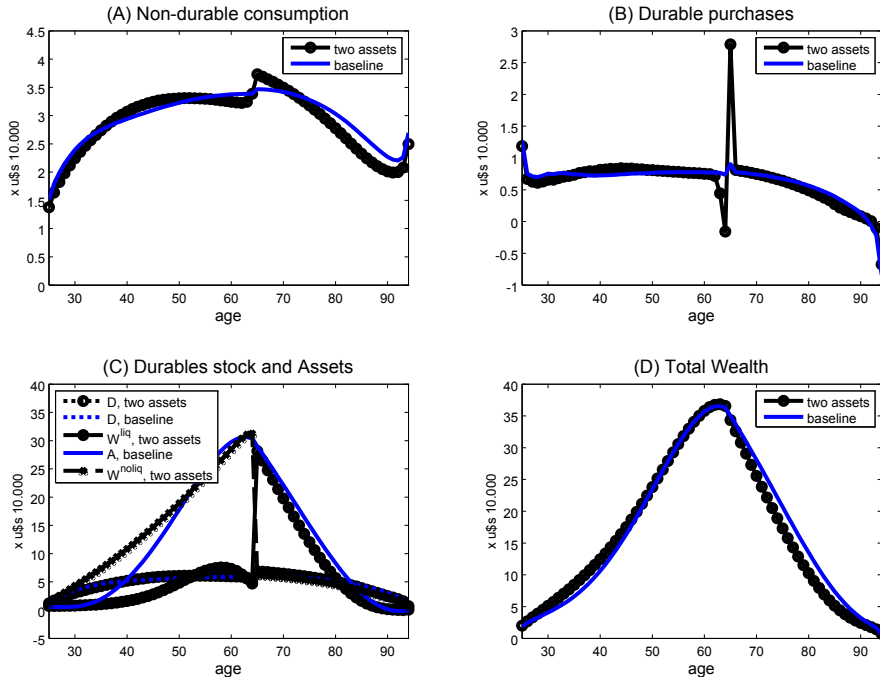 (A) Non-durable consumption
4.5
4
3.5
3
2.5
2
1.5
1
0.5
0
x u$s 10.000
two assets
baseline
30 40 50 60 70 80 90
age
(B) Durable purchases
3
2.5
2
1.5
1
0.5
0
-0.5
-1
x u$s 10.000
two assets
baseline
30 40 50 60 70 80 90
age
(C) Durables stock and Assets
40
35
30
25
20
15
10
5
0
-5
x u$s 10.000
D, two assets
D, baseline
W^liq, two assets
A, baseline
W^noliq, two assets
30 40 50 60 70 80 90
age
(D) Total Wealth
40
35
30
25
20
15
10
5
0
x u$s 10.000
two assets
baseline
30 40 50 60 70 80 90
age